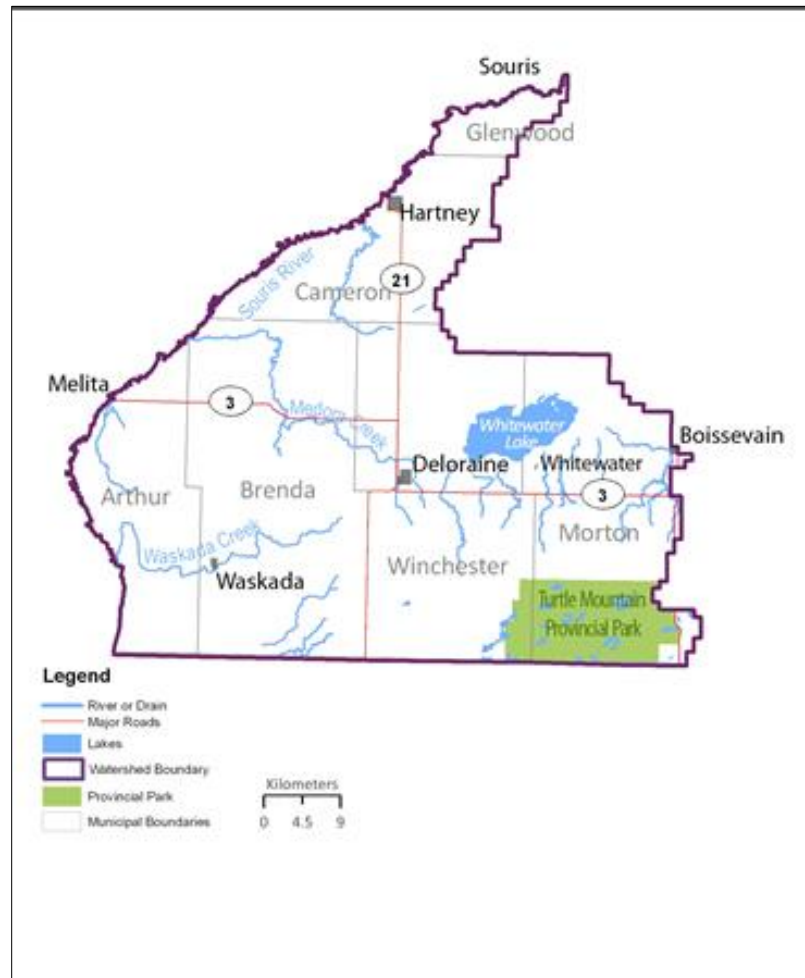 Souris
Glenwood
Hartney
Souris River
21
Cameron
Melita
3
Medora Creek
Whitewater
Lake
Boissevain
Deloraine
Whitewater
Arthur
Brenda
3
Waskada Creek
Morton
Winchester
Waskada
Turtle Mountain
Provincial Park
Legend
River or Drain
Major Roads
Lakes
Watershed Boundary
Provincial Park
Municipal Boundaries
Kilometers
0 4.5 9